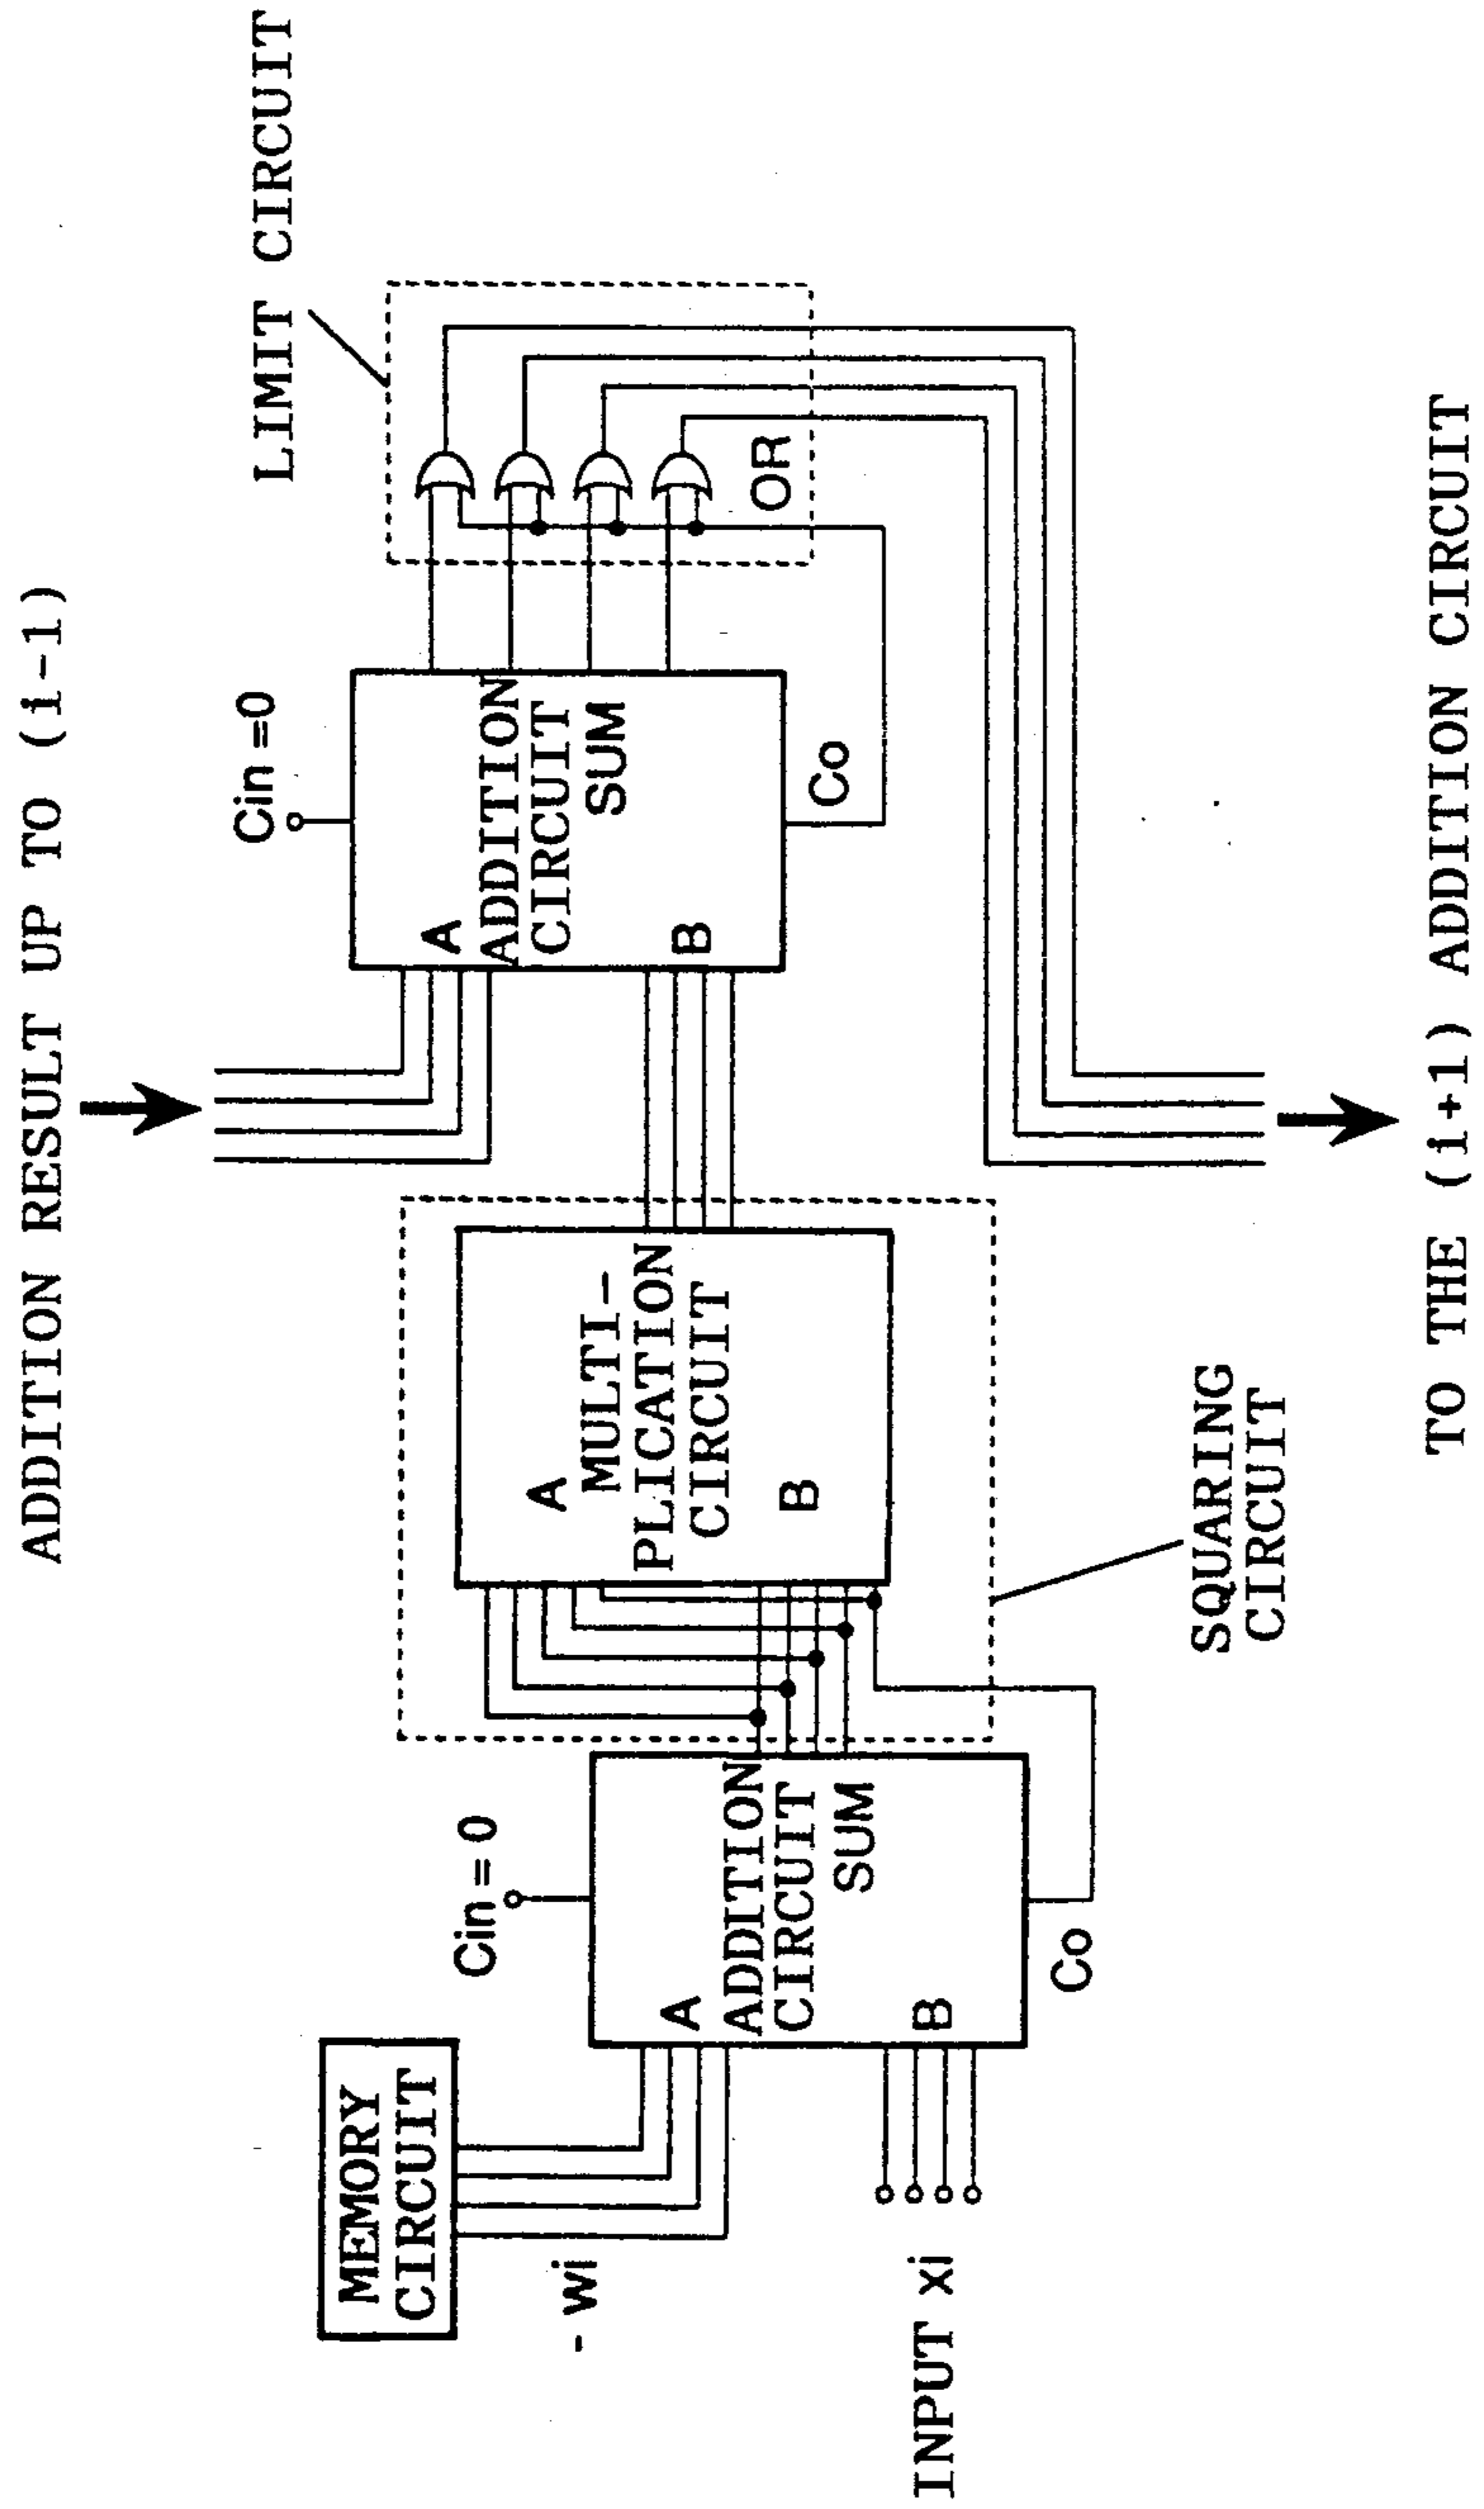 ADDITION RESULT UP TO (i-1)
LIMIT CIRCUIT
Cin =0
A
ADDITION
CIRCUIT
SUM
B
Co
OR
MEMORY
CIRCUIT
- Wi
INPUT xi
Cin = 0
A
ADDITION
CIRCUIT
SUM
B
Co
A
MULTI-
PLICATION
CIRCUIT
B
SQUARING
CIRCUIT
TO THE (i+1) ADDITION CIRCUIT